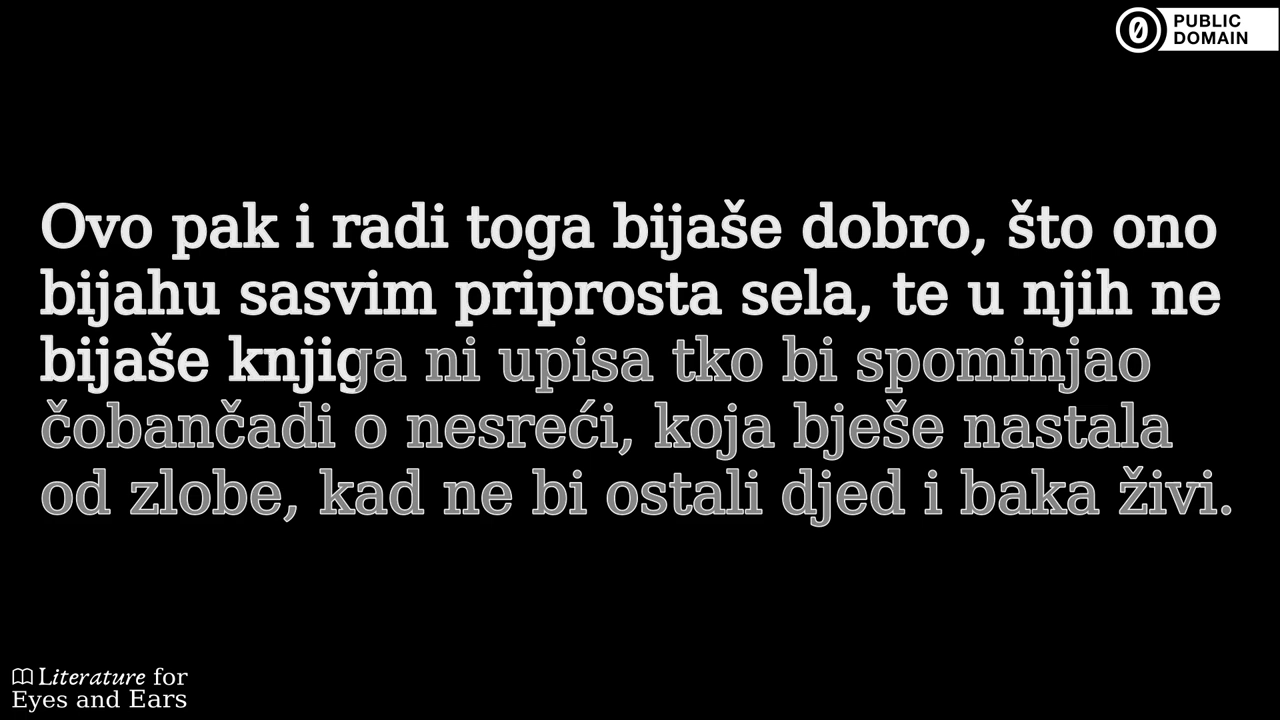 PUBLIC
DOMAIN
Ovo pak i radi toga bijaše dobro, što ono
bijahu sasvim priprosta sela, te u njih ne
bijaše knjiga ni upisa tko bi spominjao
čobančadi o nesreći, koja bješe nastala
od zlobe, kad ne bi ostali djed i baka živi.
Literature for
Eyes and Ears